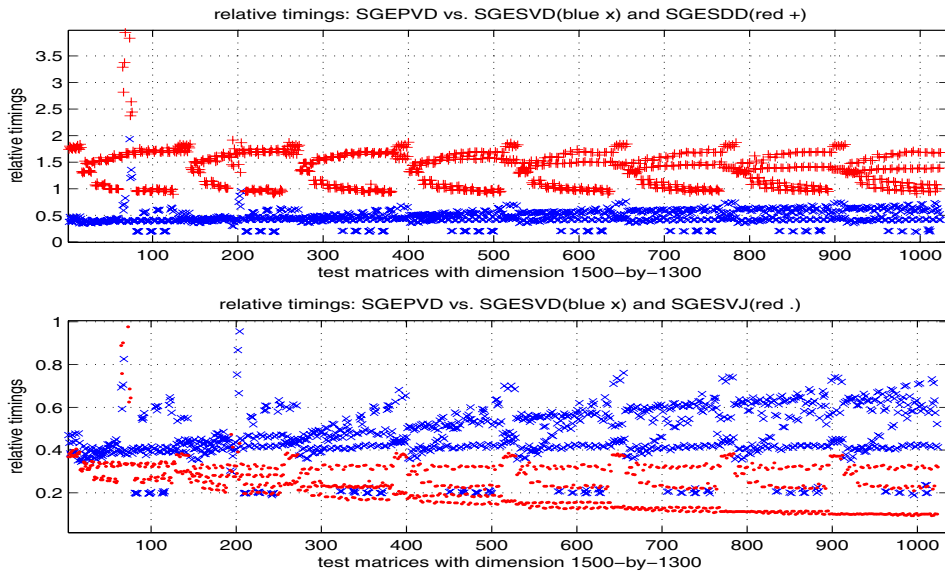 relative timings: SGEPVD vs. SGESVD(blue x) and SGESDD(red +)
relative timings
3.5
3
2.5
2
1.5
1
0.5
0
100 200 300 400 500 600 700 800 900 1000
test matrices with dimension 1500−by−1300
relative timings: SGEPVD vs. SGESVD(blue x) and SGESVJ(red .)
relative timings
1
0.8
0.6
0.4
0.2
100 200 300 400 500 600 700 800 900 1000
test matrices with dimension 1500−by−1300